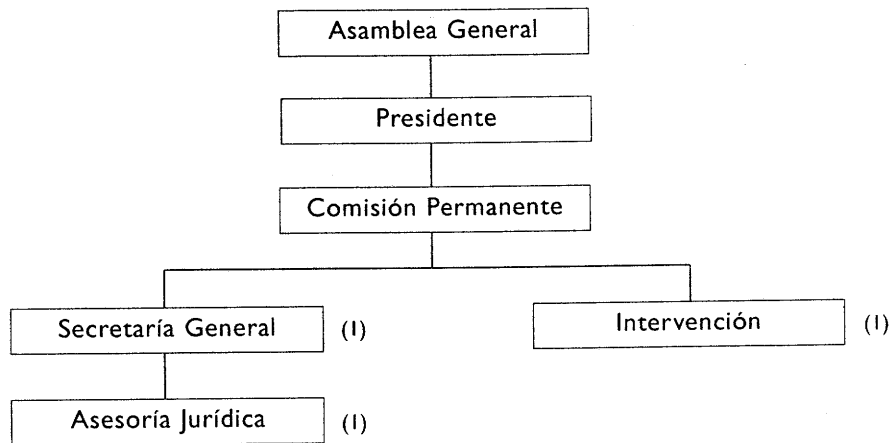 Asamblea General
Presidente
Comisión Permanente
Secretaría General (1)
Intervención (1)
Asesoría Jurídica (1)